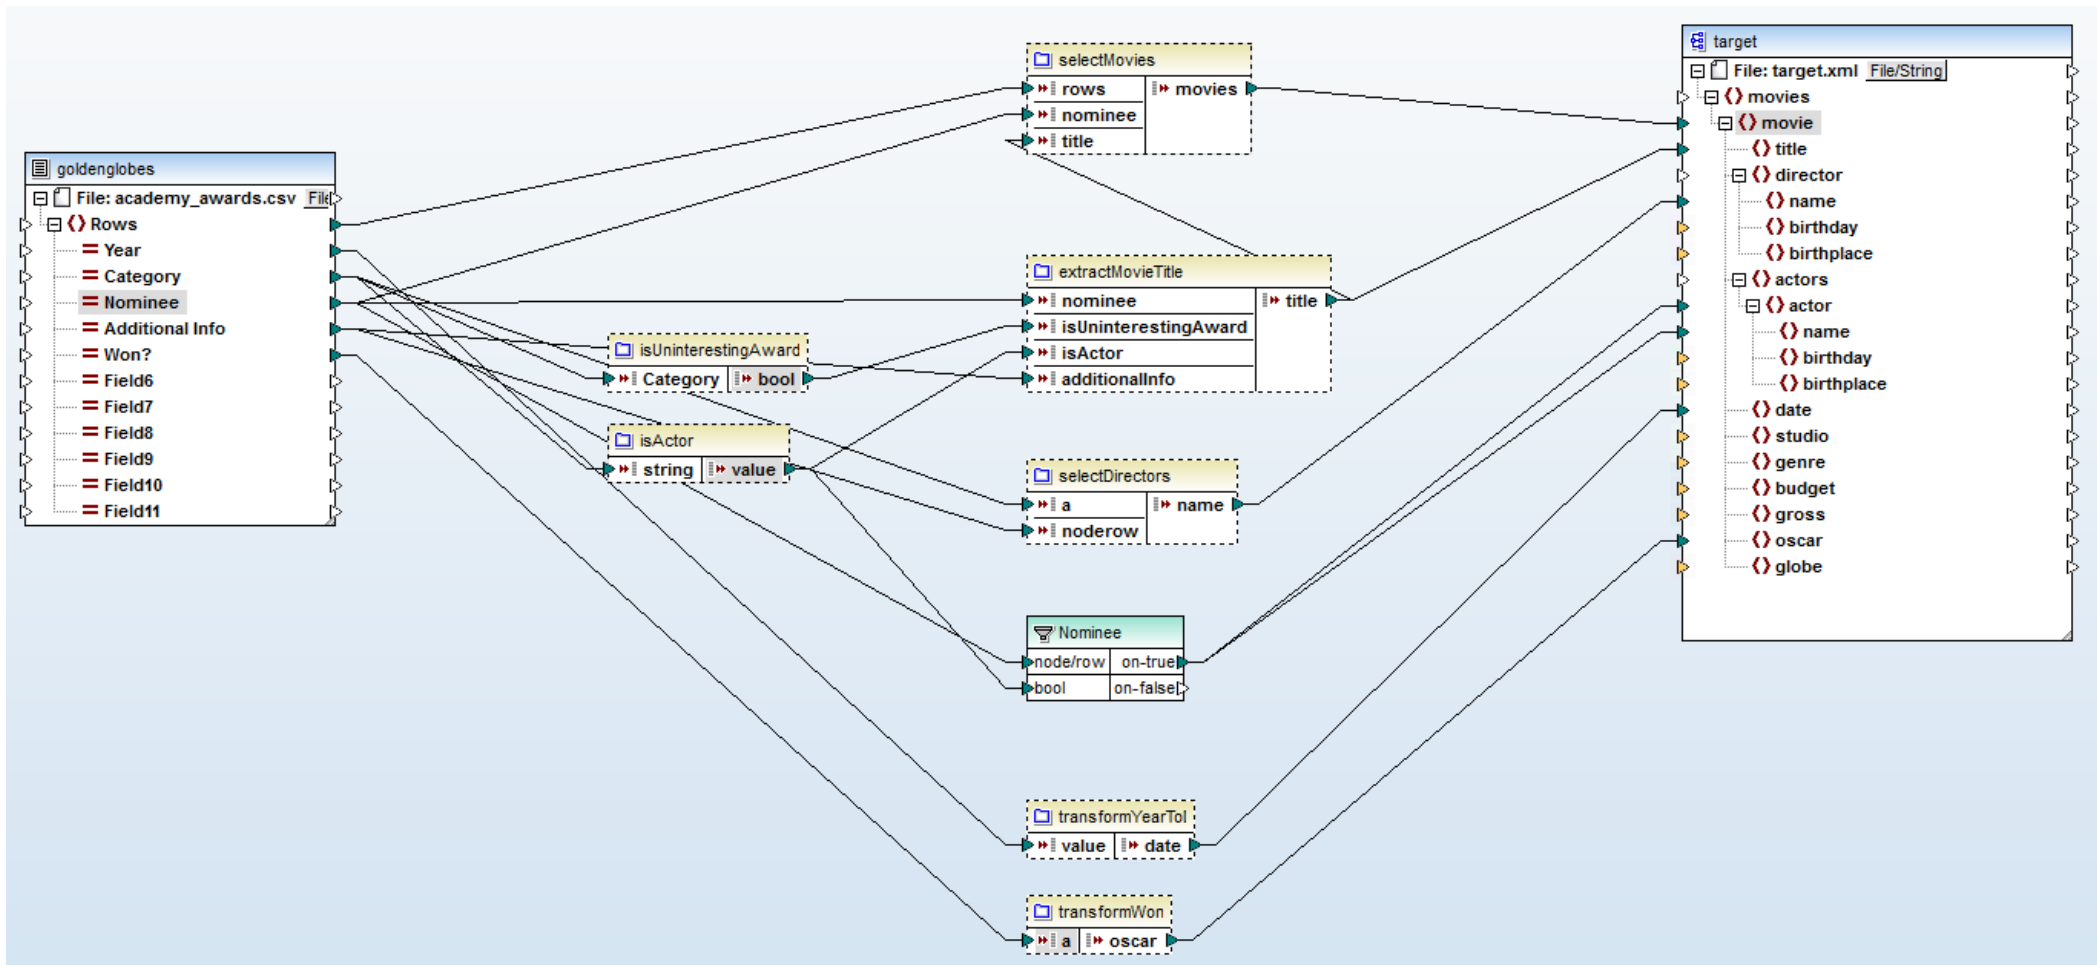 goldenglobes
File: academy_awards.csv
Rows
Year
Category
Nominee
Additional Info
Won?
Field6
Field7
Field8
Field9
Field10
Field11
isUninterestingAward
Category bool
isActor
string value
selectMovies
rows movies
nominee
title
extractMovieTitle
nominee title
isUninterestingAward
isActor
additionalInfo
selectDirectors
a name
noderow
Nominee
node/row on-true
bool on-false
value date
transformWon
a oscar
target
File: target.xml File/String
movies
movie
title
director
name
birthday
birthplace
actors
actor
name
birthday
birthplace
date
studio
genre
budget
gross
oscar
globe